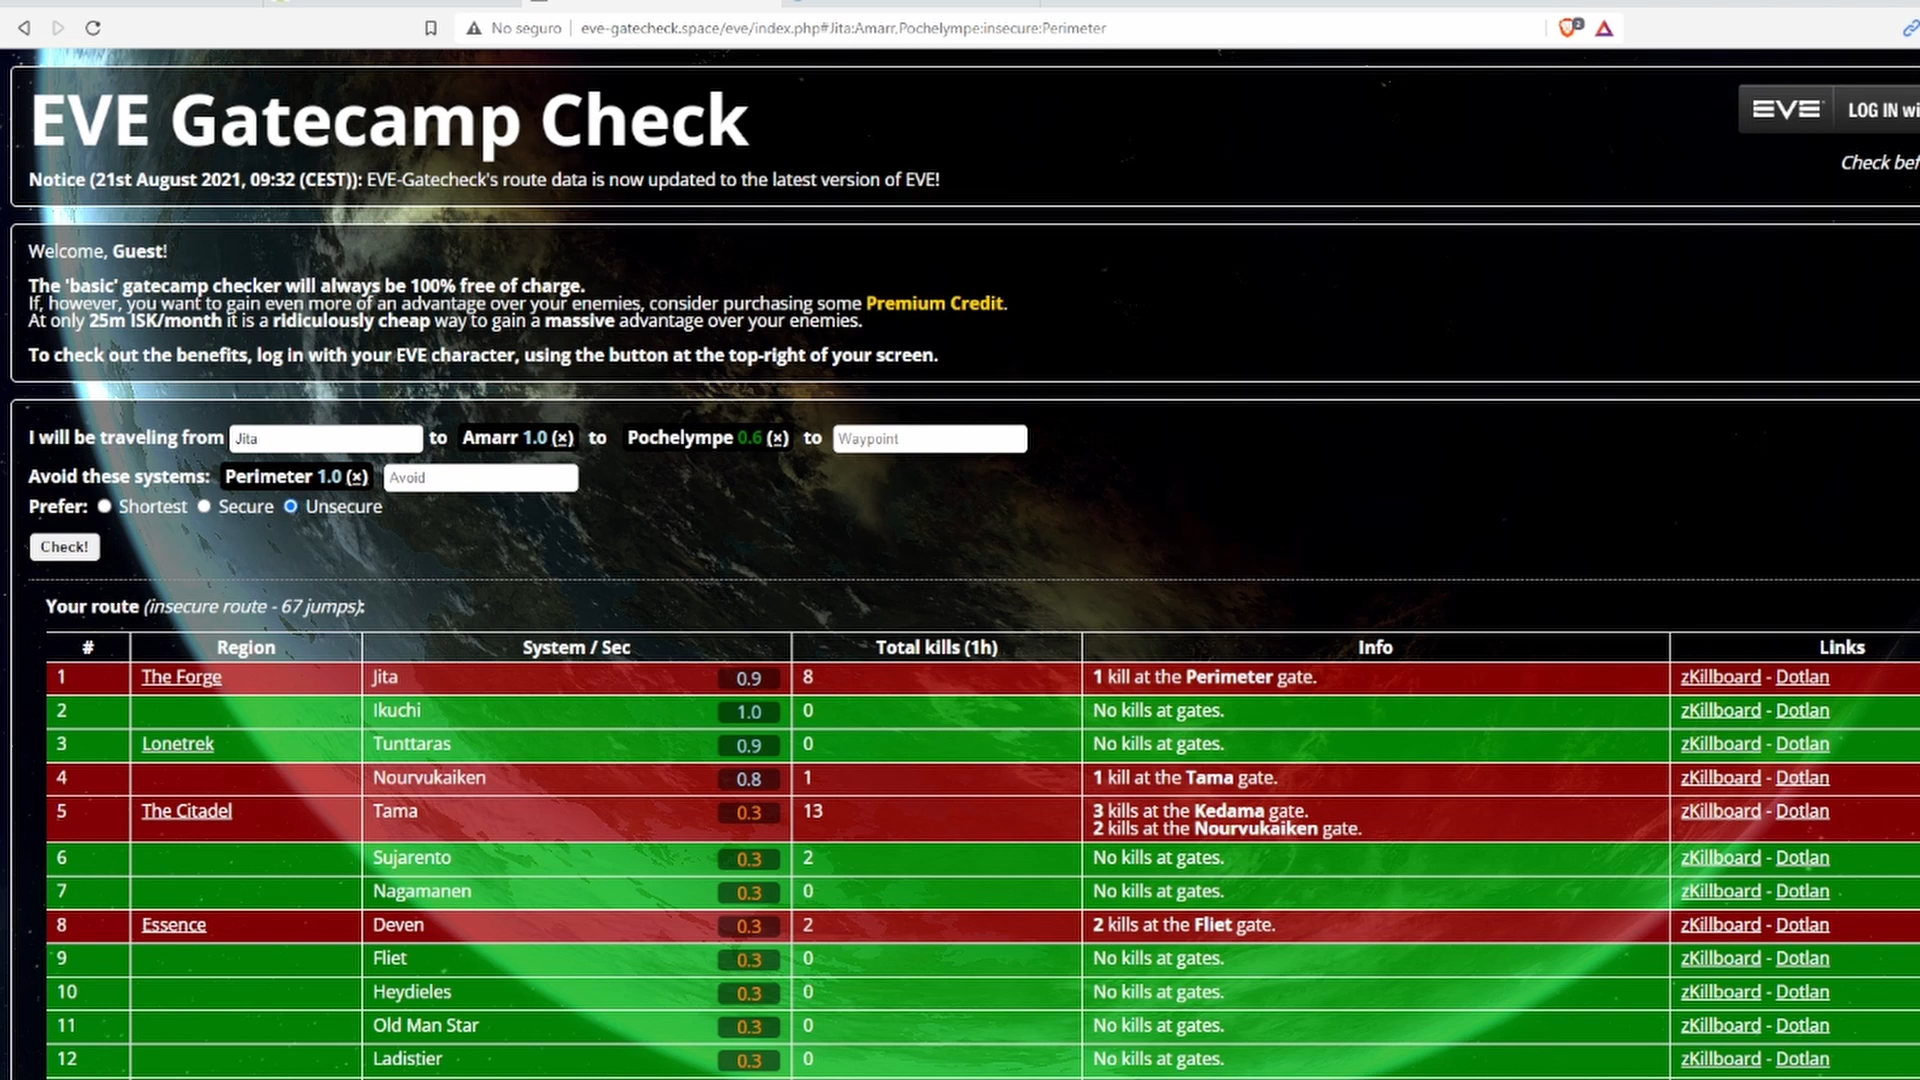 No seguro eve-gatecheck.space/eve/index.php#Jita:Amarr,Pochelympe:insecure:Perimeter
2
EVE Gatecamp Check
EVE LOG IN wi
Notice (21st August 2021, 09:32 (CEST)): EVE-Gatecheck's route data is now updated to the latest version of EVE!
Check bef
Welcome, Guest!
The 'basic' gatecamp checker will always be 100% free of charge.
If, however, you want to gain even more of an advantage over your enemies, consider purchasing some Premium Credit.
At only 25m ISK/month it is a ridiculously cheap way to gain a massive advantage over your enemies.
To check out the benefits, log in with your EVE character, using the button at the top-right of your screen.
I will be traveling from Jita to Amarr 1.0 (×) to Pochelympe 0.6 (×) to Waypoint
Avoid these systems: Perimeter 1.0 (×) Avoid
Prefer: Shortest Secure Unsecure
Check!
Your route (insecure route - 67 jumps):
# Region System / Sec Total kills (1h) Info Links
1 The Forge Jita 0.9 8 1 kill at the Perimeter gate. zKillboard - Dotlan
2 Ikuchi 1.0 0 No kills at gates. zKillboard - Dotlan
3 Lonetrek Tunttaras 0.9 0 No kills at gates. zKillboard - Dotlan
4 Nourvukaiken 0.8 1 1 kill at the Tama gate. zKillboard - Dotlan
5 The Citadel Tama 0.3 13 3 kills at the Kedama gate. zKillboard - Dotlan
2 kills at the Nourvukaiken gate.
6 Sujarento 0.3 2 No kills at gates. zKillboard - Dotlan
7 Nagamanen 0.3 0 No kills at gates. zKillboard - Dotlan
8 Essence Deven 0.3 2 2 kills at the Fliet gate. zKillboard - Dotlan
9 Fliet 0.3 0 No kills at gates. zKillboard - Dotlan
10 Heydieles 0.3 0 No kills at gates. zKillboard - Dotlan
11 Old Man Star 0.3 0 No kills at gates. zKillboard - Dotlan
12 Ladistier 0.3 0 No kills at gates. zKillboard - Dotlan